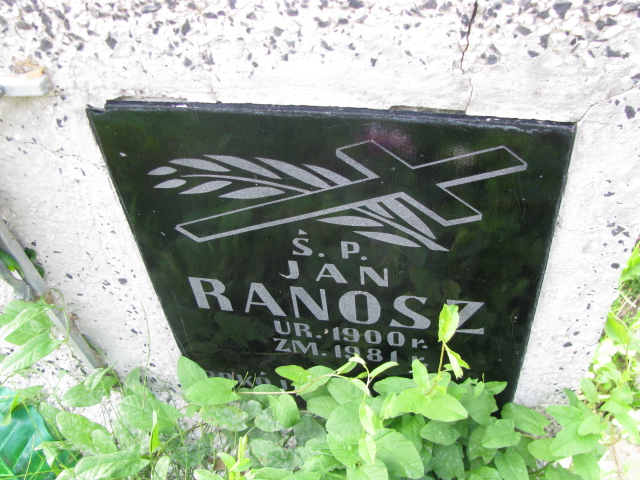 Ś. P.
JAN
RANOSZ
UR. 1900 r.
ZM. 1981 r.